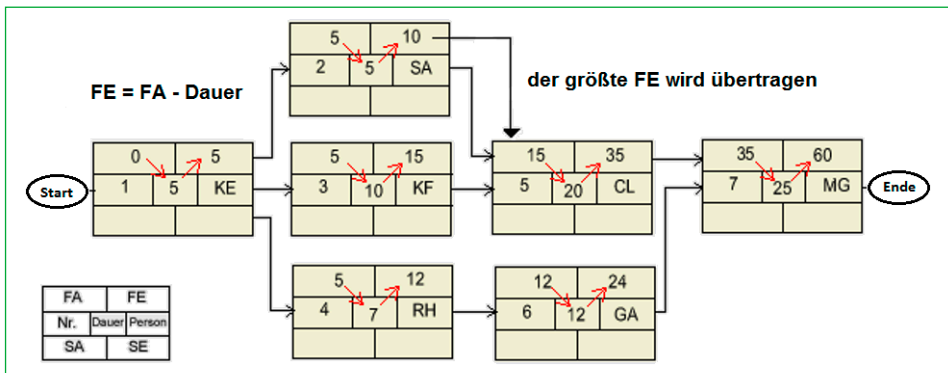 5 10
2 5 SA
FE = FA - Dauer
der größte FE wird übertragen
0 5
1 5 KE
5 15
3 10 KF
15 35
5 20 CL
35 60
7 25 MG
Start
Ende
5 12
4 7 RH
12 24
6 12 GA
FA FE
Nr. Dauer Person
SA SE